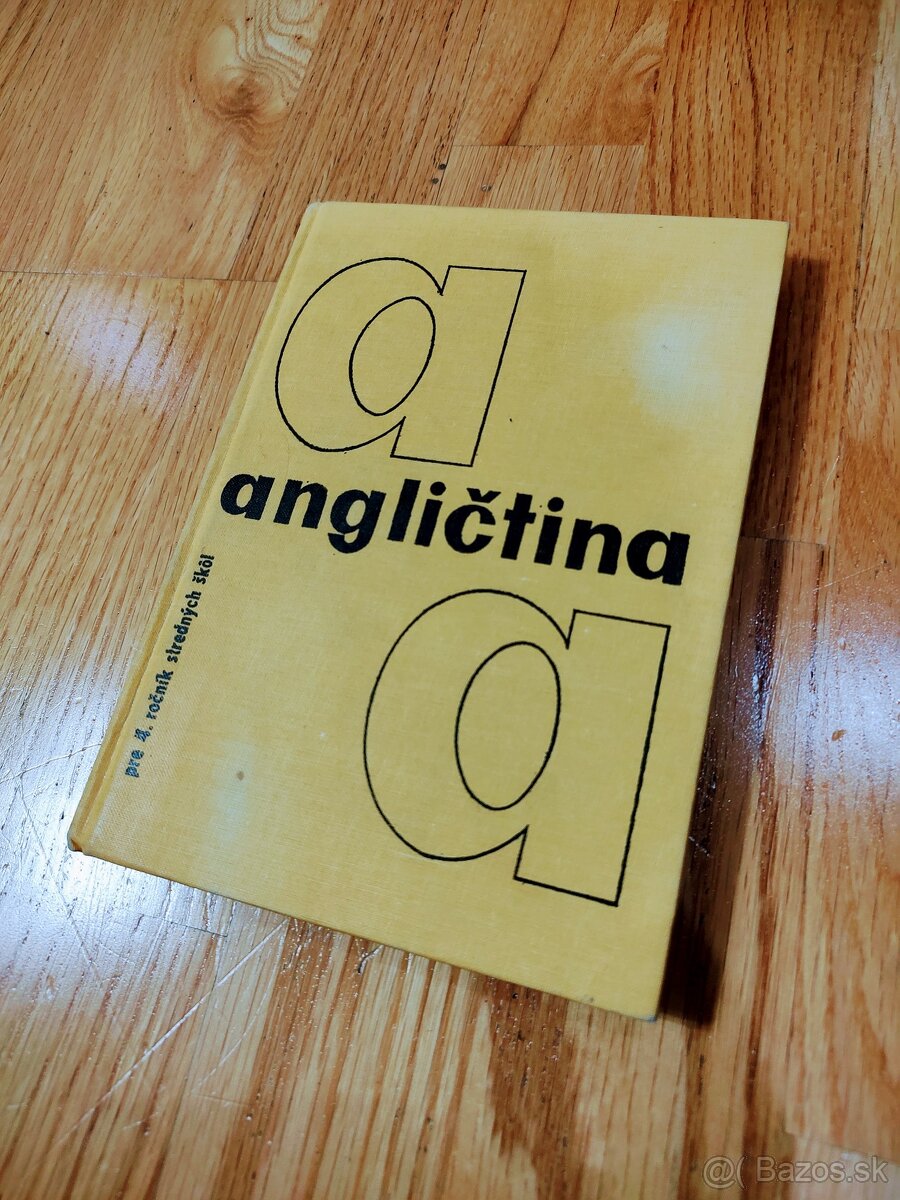 a
angličtina
a
pre 4. ročník stredných škôl
@( Bazos.sk